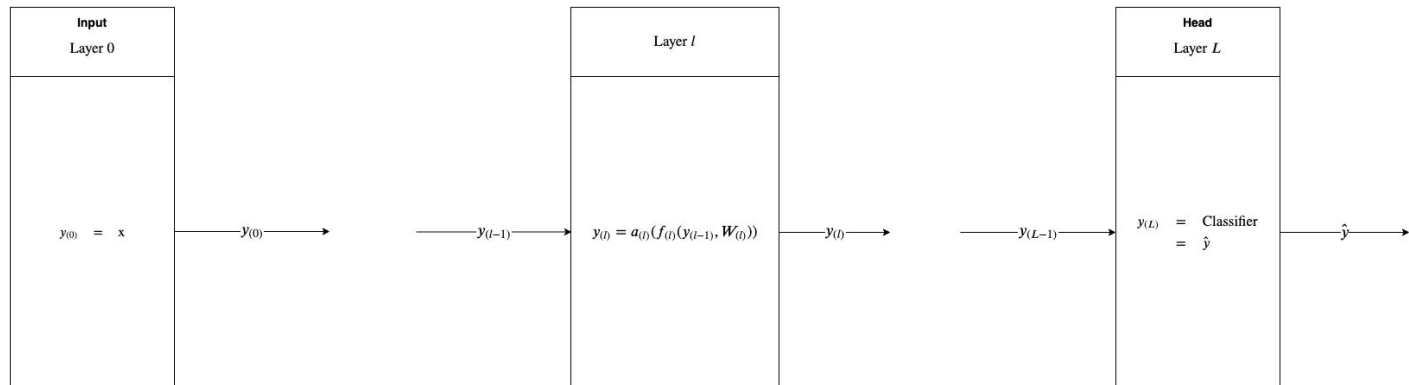 Input
Layer 0
y(0) = x
y(0)
y(l−1)
Layer l
y(l) = a(l)(f(l)(y(l−1), W(l)))
y(l)
y(L−1)
Head
Layer L
y(L) = Classifier
= ŷ
ŷ